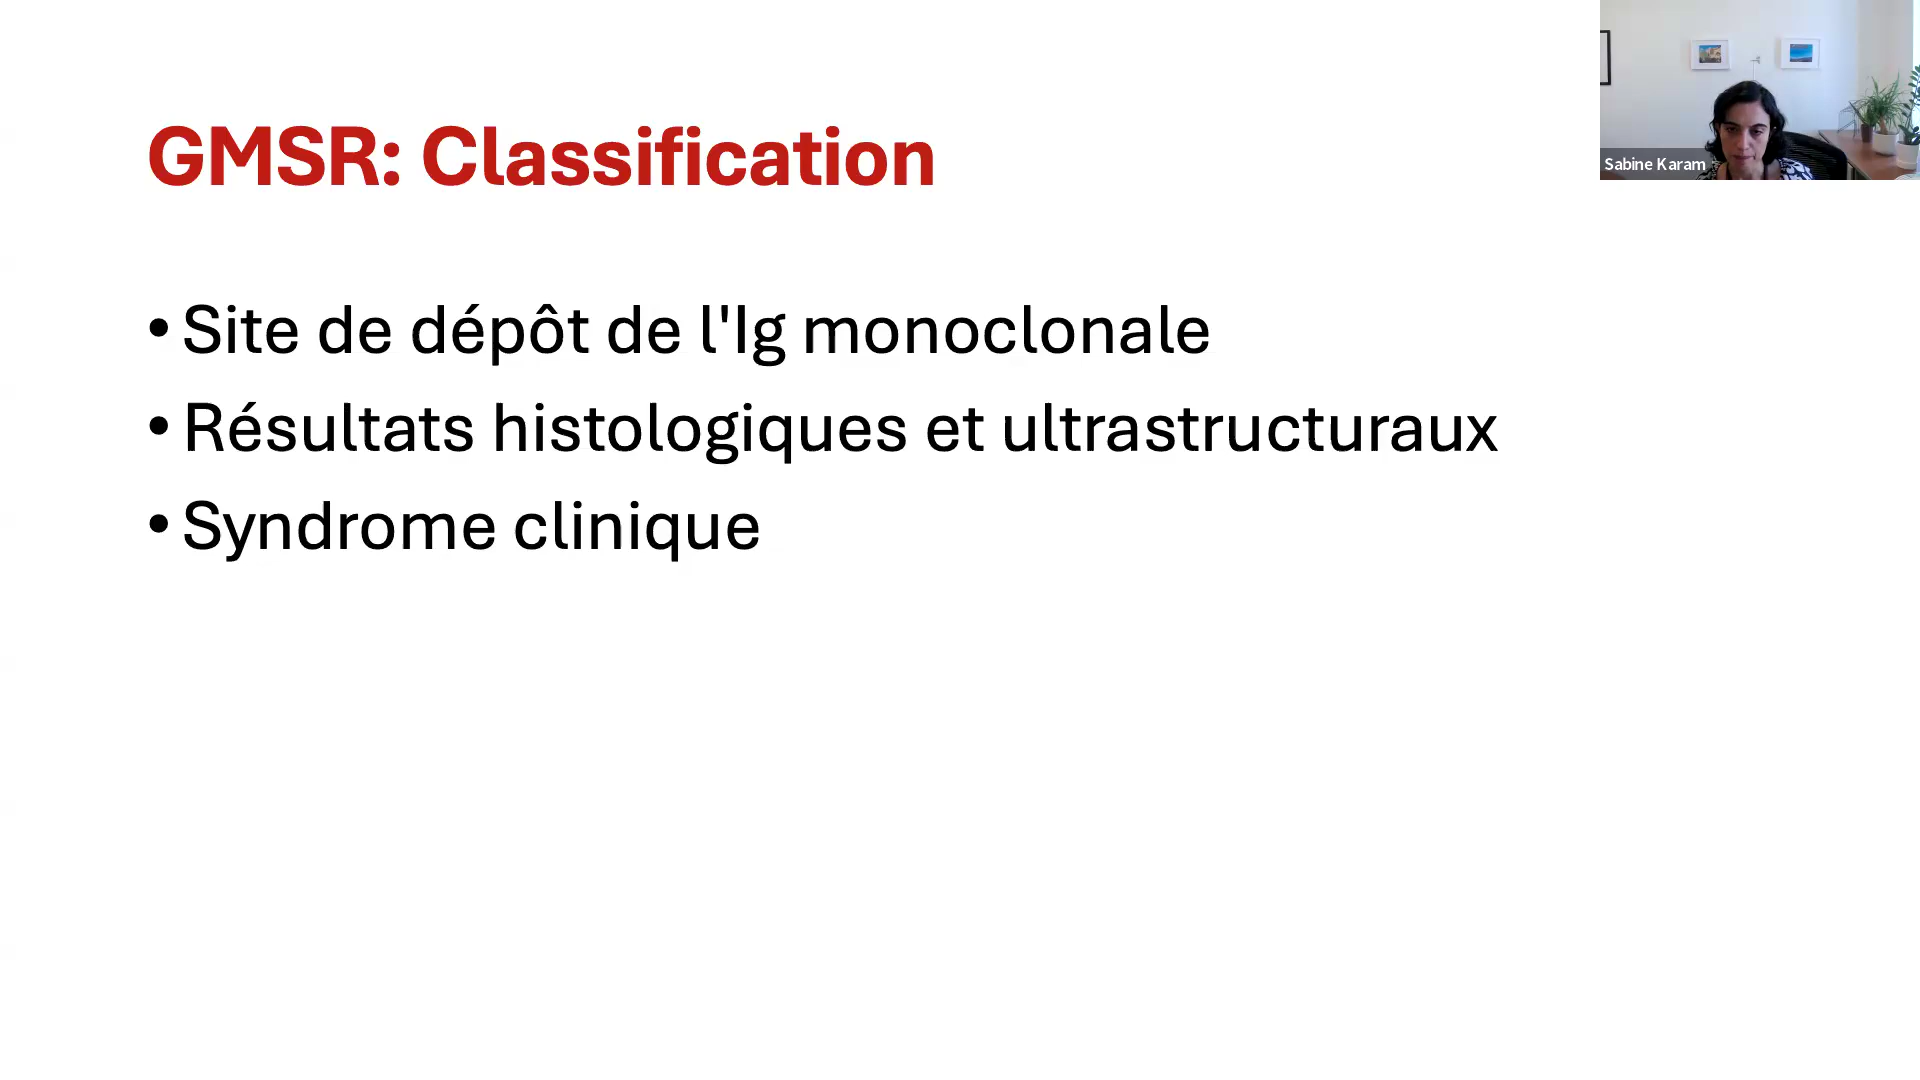 GMSR: Classification
• Site de dépôt de l'Ig monoclonale
• Résultats histologiques et ultrastructuraux
• Syndrome clinique
Sabine Karam